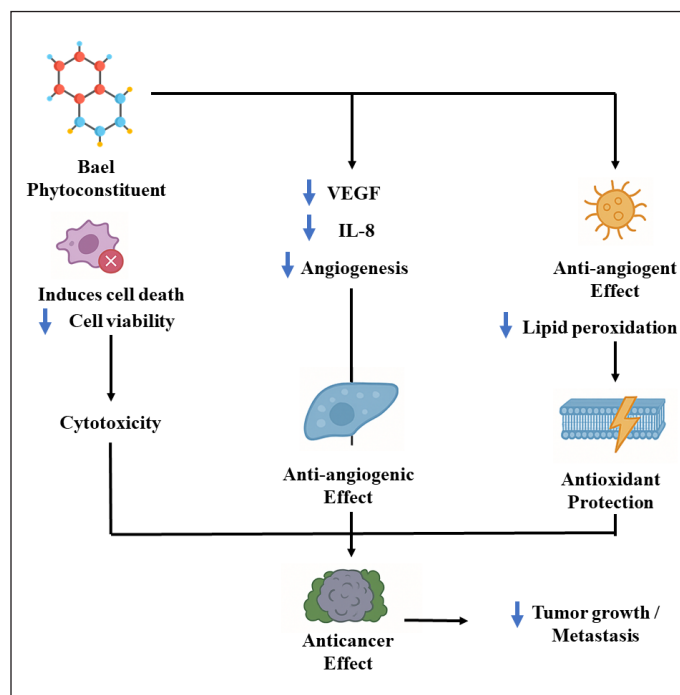 Bael
Phytoconstituent
Induces cell death
Cell viability
Cytotoxicity
VEGF
IL-8
Angiogenesis
Anti-angiogenic
Effect
Anti-angiogent
Effect
Lipid peroxidation
Antioxidant
Protection
Anticancer
Effect
Tumor growth /
Metastasis